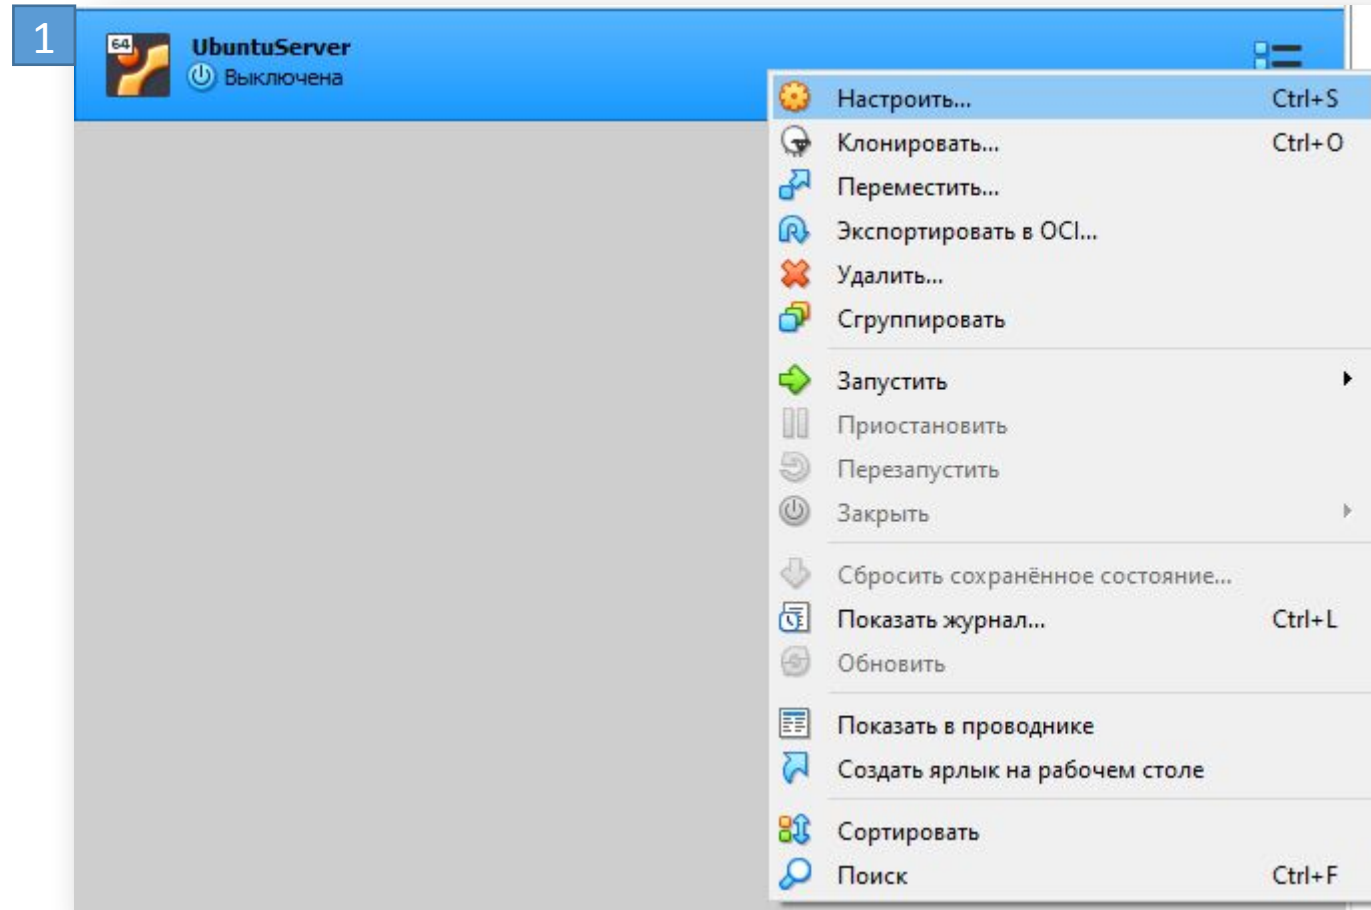 1
64
UbuntuServer
Выключена
Настроить... Ctrl+S
Клонировать... Ctrl+O
Переместить...
Экспортировать в OCI...
Удалить...
Сгруппировать
Запустить
Приостановить
Перезапустить
Закрыть
Сбросить сохранённое состояние...
Показать журнал... Ctrl+L
Обновить
Показать в проводнике
Создать ярлык на рабочем столе
Сортировать
Поиск Ctrl+F